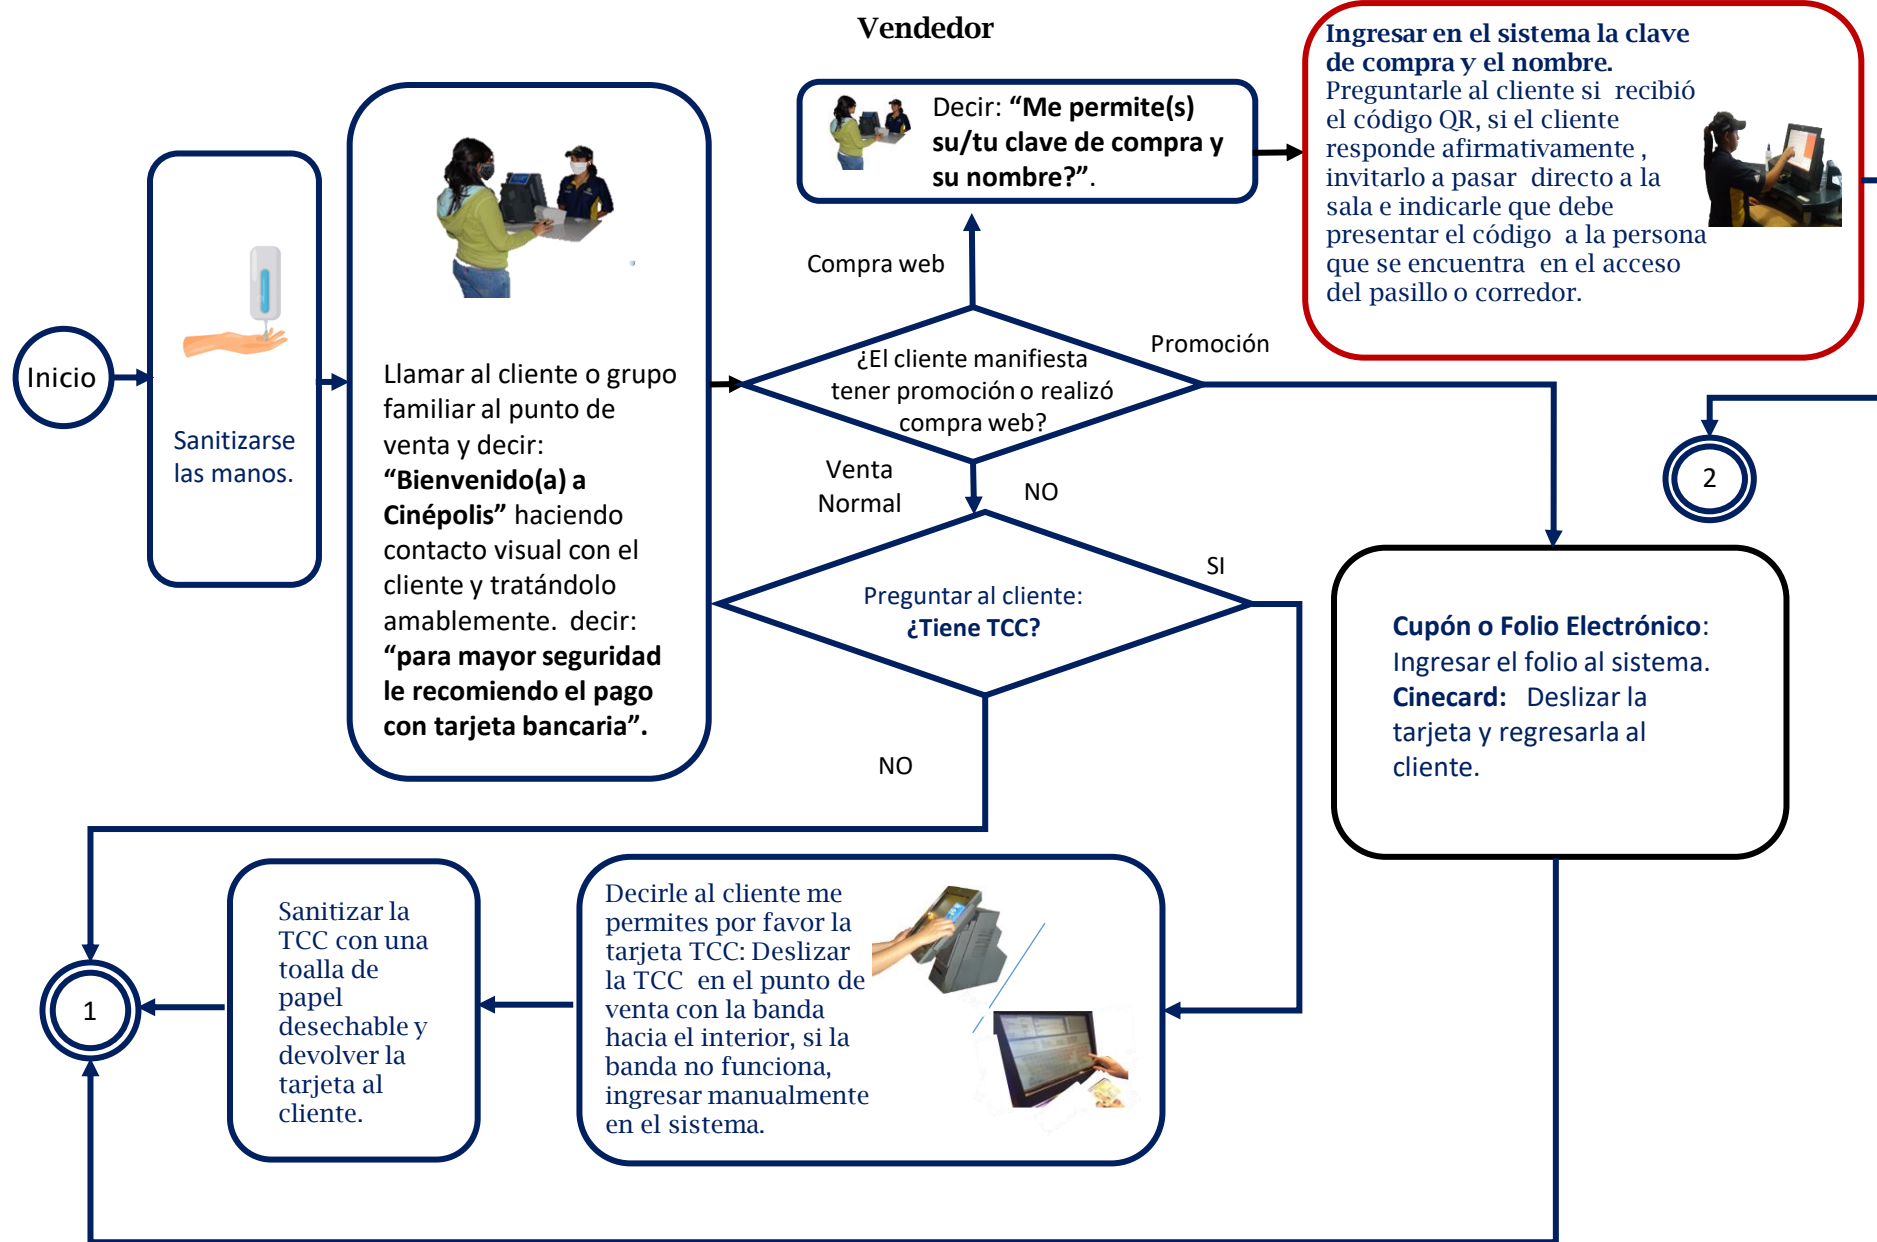 Vendedor
Inicio
Sanitizarse
las manos.
Llamar al cliente o grupo
familiar al punto de
venta y decir:
“Bienvenido(a) a
Cinépolis” haciendo
contacto visual con el
cliente y tratándolo
amablemente. decir:
“para mayor seguridad
le recomiendo el pago
con tarjeta bancaria”.
¿El cliente manifiesta
tener promoción o realizó
compra web?
Compra web
Decir: “Me permite(s)
su/tu clave de compra y
su nombre?”.
Ingresar en el sistema la clave
de compra y el nombre.
Preguntarle al cliente si recibió
el código QR, si el cliente
responde afirmativamente ,
invitarlo a pasar directo a la
sala e indicarle que debe
presentar el código a la persona
que se encuentra en el acceso
del pasillo o corredor.
2
Promoción
Cupón o Folio Electrónico:
Ingresar el folio al sistema.
Cinecard: Deslizar la
tarjeta y regresarla al
cliente.
Venta
Normal
NO
Preguntar al cliente:
¿Tiene TCC?
SI
NO
Decirle al cliente me
permites por favor la
tarjeta TCC: Deslizar
la TCC en el punto de
venta con la banda
hacia el interior, si la
banda no funciona,
ingresar manualmente
en el sistema.
Sanitizar la
TCC con una
toalla de
papel
desechable y
devolver la
tarjeta al
cliente.
1